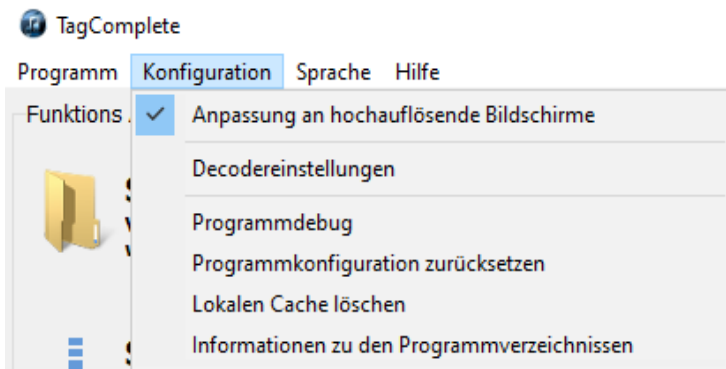 TagComplete
Programm Konfiguration Sprache Hilfe
Funktions
Anpassung an hochauflösende Bildschirme
Decodereinstellungen
Programmdebug
Programmkonfiguration zurücksetzen
Lokalen Cache löschen
Informationen zu den Programmverzeichnissen